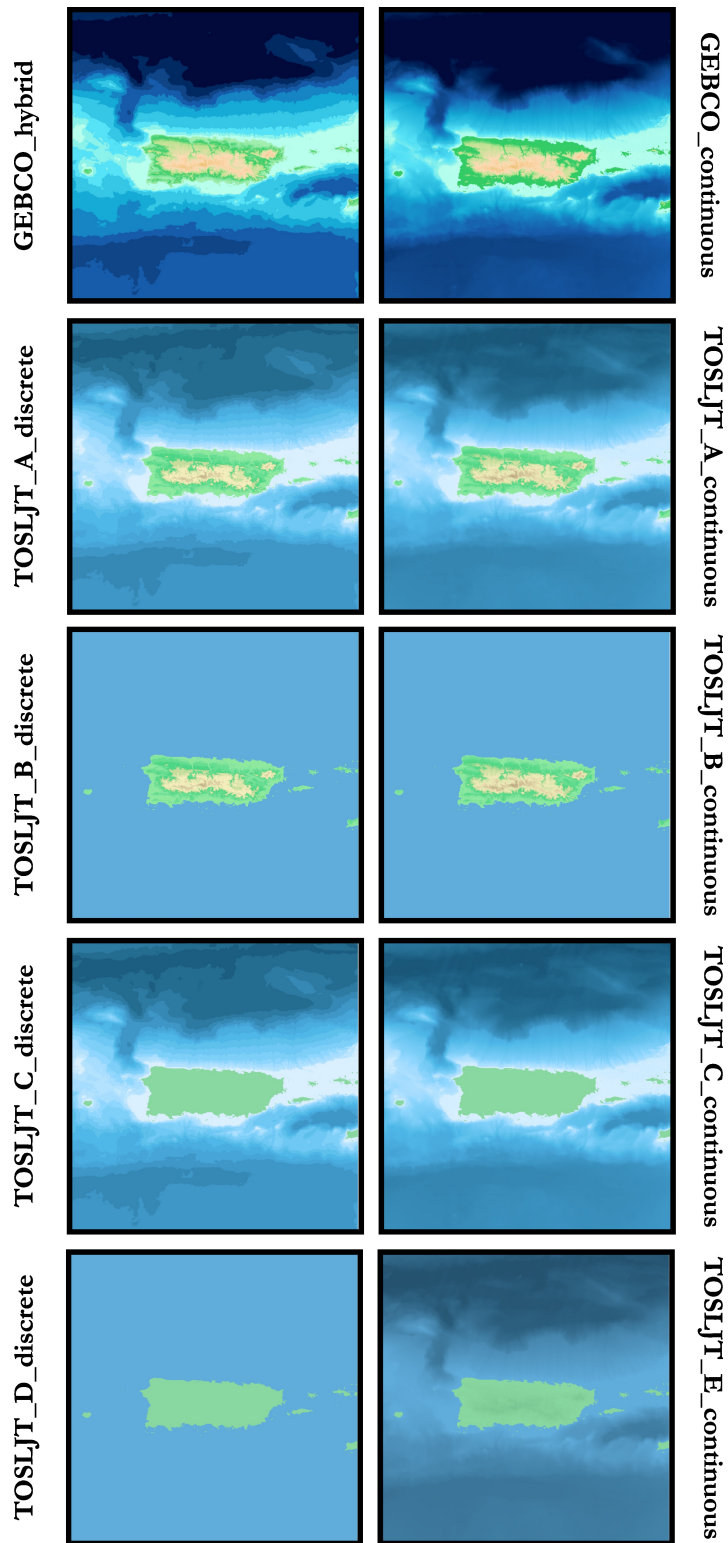 GEBCO_hybrid
GEBCO_continuous
TOSLJT_A_discrete
TOSLJT_A_continuous
TOSLJT_B_discrete
TOSLJT_B_continuous
TOSLJT_C_discrete
TOSLJT_C_continuous
TOSLJT_D_discrete
TOSLJT_E_continuous